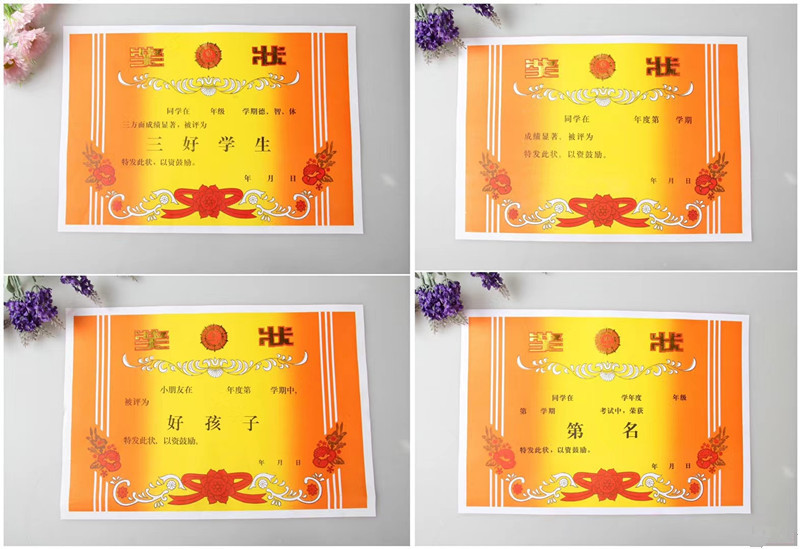 奖 状
同学在 年级 学期德、智、体
三方面成绩显著，被评为
三 好 学 生
特发此状，以资鼓励。
年 月 日
奖 状
同学在 年度第 学期
成绩显著，被评为
特发此状，以资鼓励。
年 月 日
奖 状
小朋友在 年度第 学期中，
被评为
好 孩 子
特发此状，以资鼓励。
年 月 日
奖 状
同学在 学年度 年级
第 学期 考试中，荣获
第 名
特发此状，以资鼓励。
年 月 日